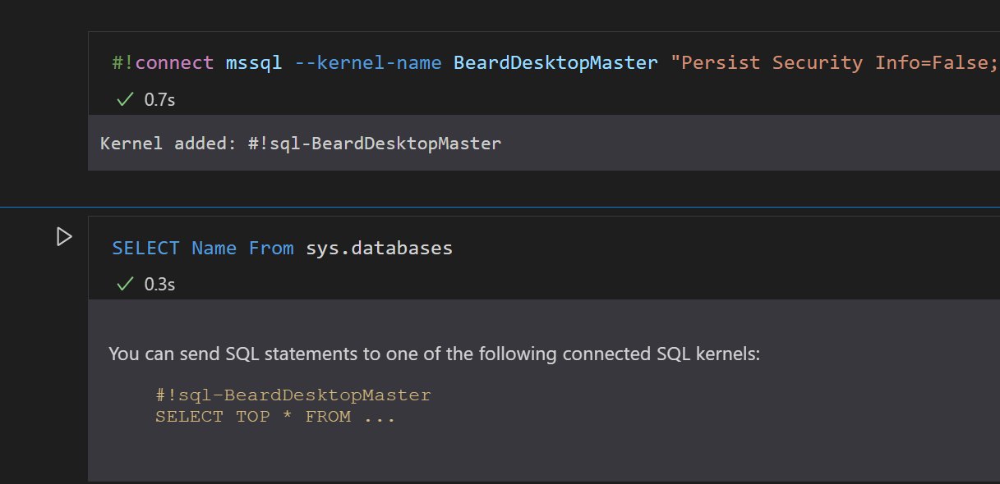 #!connect mssql --kernel-name BeardDesktopMaster "Persist Security Info=False;
0.7s
Kernel added: #!sql-BeardDesktopMaster
SELECT Name From sys.databases
0.3s
You can send SQL statements to one of the following connected SQL kernels:
#!sql-BeardDesktopMaster
SELECT TOP * FROM ...